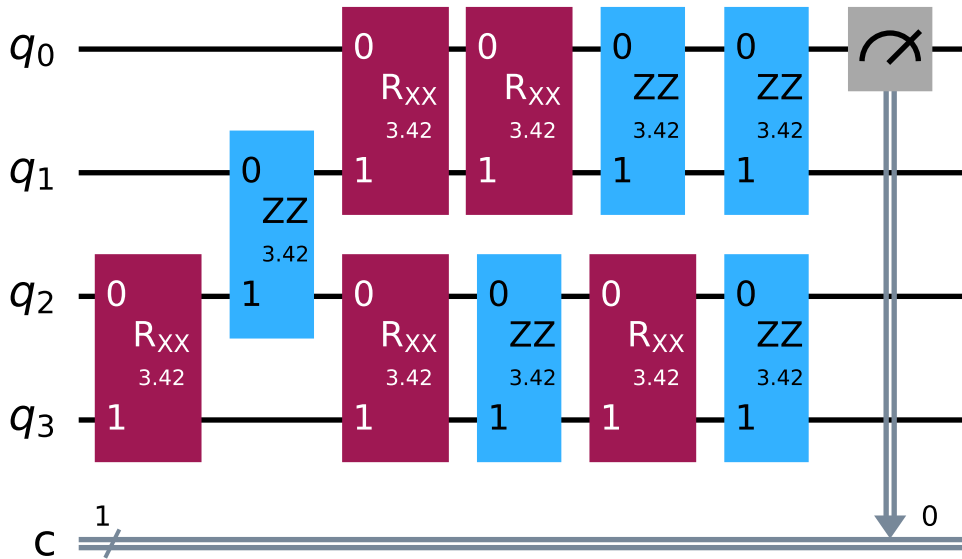 q0 0 0 0 0
RXX RXX ZZ ZZ
3.42 3.42 3.42 3.42
q1 0 1 1 1 1
ZZ
3.42
q2 0 1 0 0 0 0
RXX RXX ZZ RXX ZZ
3.42 3.42 3.42 3.42 3.42
q3 1 1 1 1 1
1 0
c